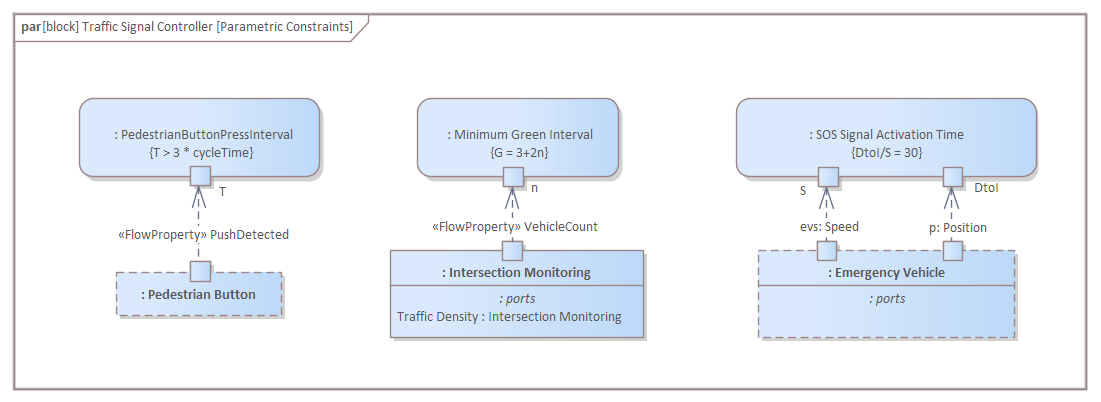 par[block] Traffic Signal Controller [Parametric Constraints]
: PedestrianButtonPressInterval
{T > 3 * cycleTime}
T
«FlowProperty» PushDetected
: Pedestrian Button
: Minimum Green Interval
{G = 3+2n}
n
«FlowProperty» VehicleCount
: Intersection Monitoring
: ports
Traffic Density : Intersection Monitoring
: SOS Signal Activation Time
{DtoI/S = 30}
S
DtoI
evs: Speed
p: Position
: Emergency Vehicle
: ports